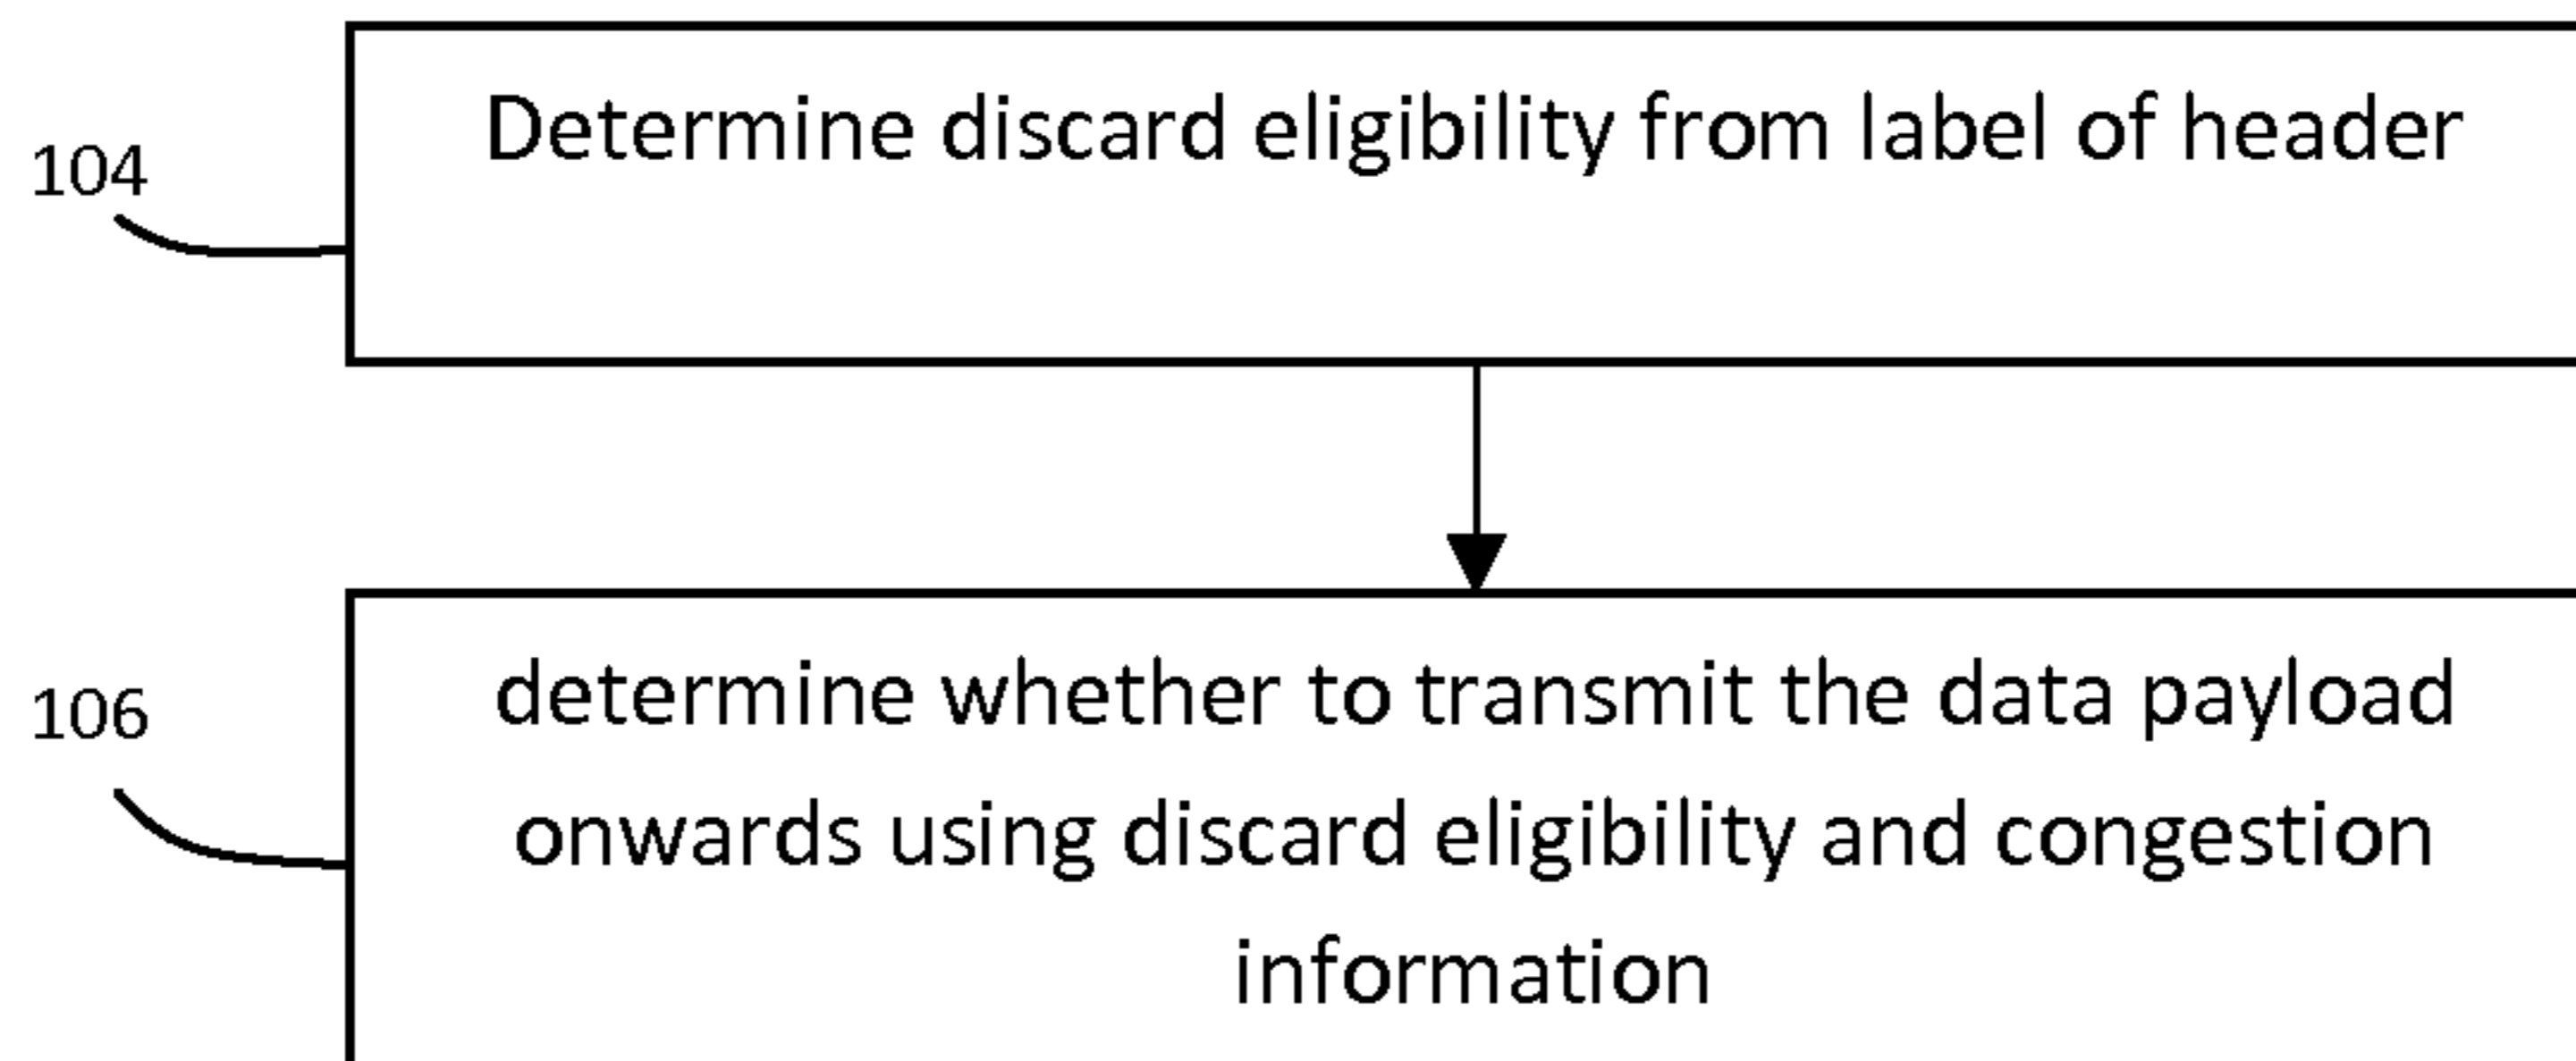 104
Determine discard eligibility from label of header
106
determine whether to transmit the data payload
onwards using discard eligibility and congestion
information